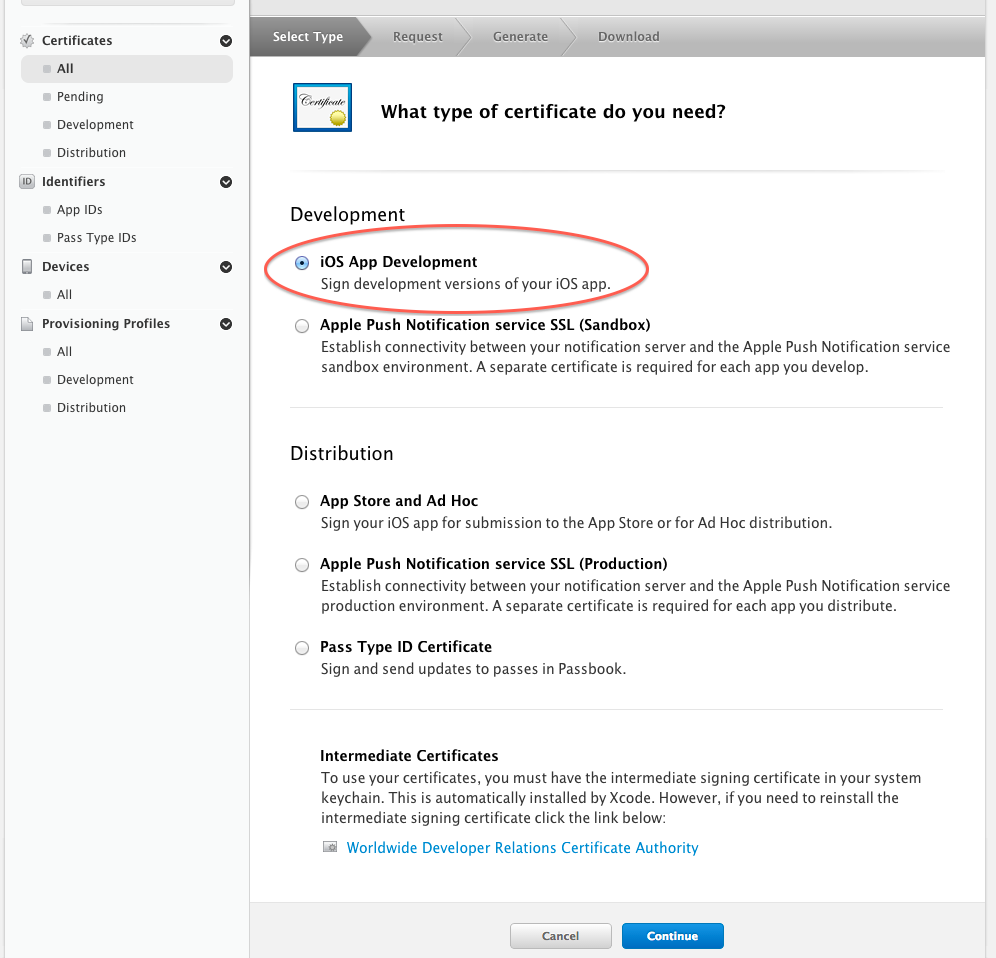 Certificates
All
Pending
Development
Distribution
ID Identifiers
App IDs
Pass Type IDs
Devices
All
Provisioning Profiles
All
Development
Distribution
Select Type Request Generate Download
Certificate
What type of certificate do you need?
Development
iOS App Development
Sign development versions of your iOS app.
Apple Push Notification service SSL (Sandbox)
Establish connectivity between your notification server and the Apple Push Notification service
sandbox environment. A separate certificate is required for each app you develop.
Distribution
App Store and Ad Hoc
Sign your iOS app for submission to the App Store or for Ad Hoc distribution.
Apple Push Notification service SSL (Production)
Establish connectivity between your notification server and the Apple Push Notification service
production environment. A separate certificate is required for each app you distribute.
Pass Type ID Certificate
Sign and send updates to passes in Passbook.
Intermediate Certificates
To use your certificates, you must have the intermediate signing certificate in your system
keychain. This is automatically installed by Xcode. However, if you need to reinstall the
intermediate signing certificate click the link below:
Worldwide Developer Relations Certificate Authority
Cancel Continue